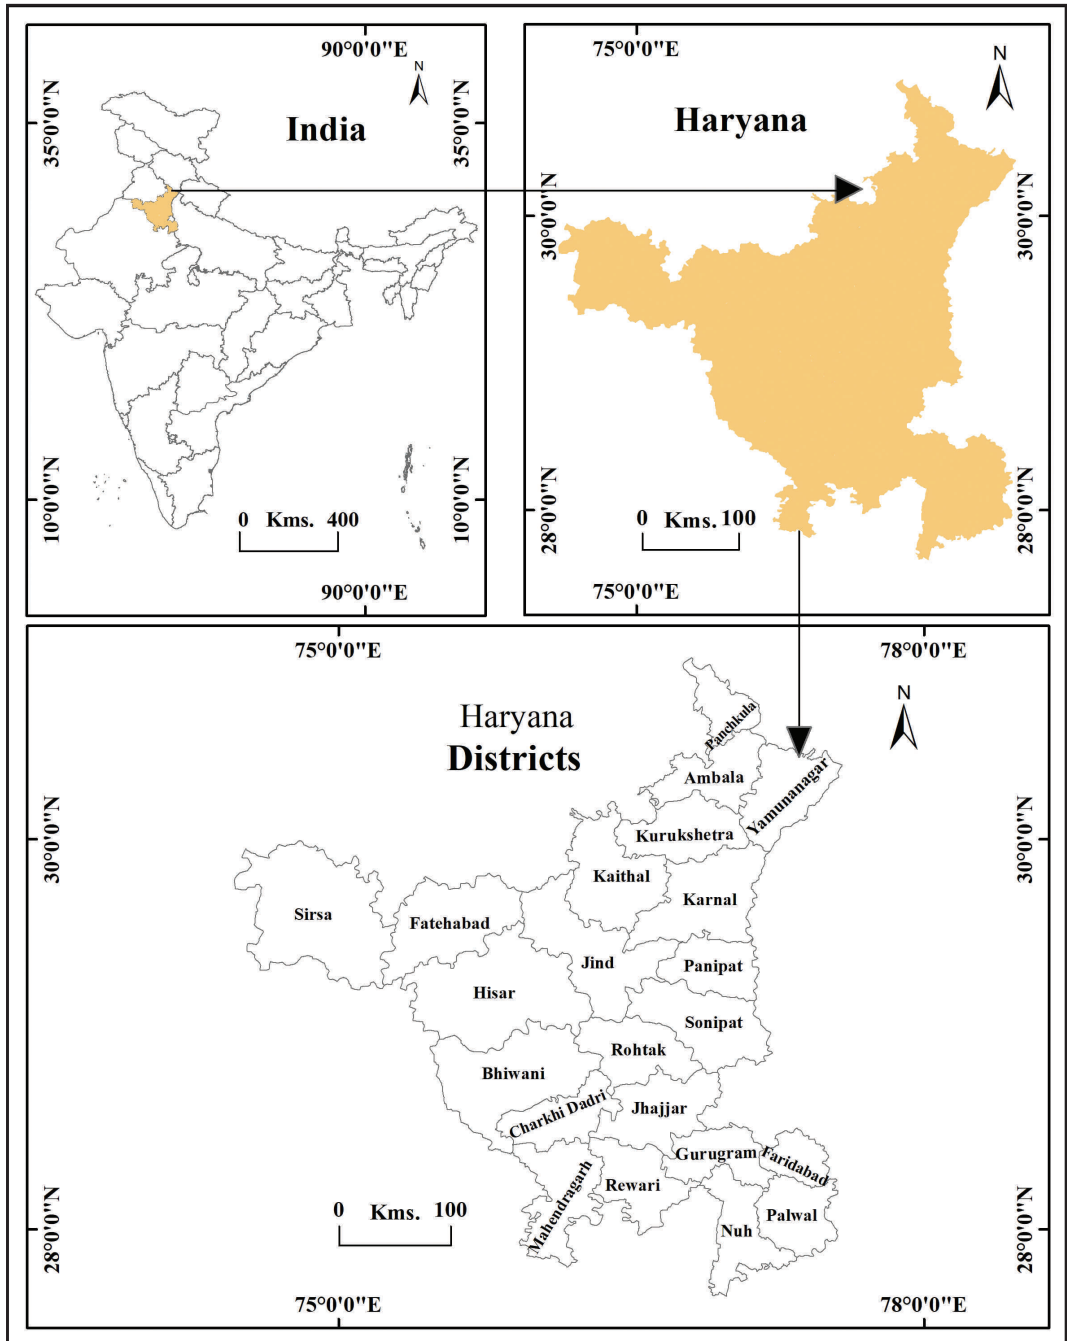 90°0'0"E
N
35°0'0"N
India
35°0'0"N
10°0'0"N
0 Kms. 400
10°0'0"N
90°0'0"E
75°0'0"E
N
Haryana
30°0'0"N
30°0'0"N
28°0'0"N
0 Kms. 100
28°0'0"N
75°0'0"E
75°0'0"E
78°0'0"E
N
Haryana
Districts
Panchkula
Ambala
Yamunanagar
30°0'0"N
Kurukshetra
30°0'0"N
Kaithal
Karnal
Sirsa
Fatehabad
Jind
Panipat
Hisar
Sonipat
Rohtak
Bhiwani
Charkhi Dadri
Jhajjar
Gurugram
Faridabad
Mahendragarh
Rewari
28°0'0"N
0 Kms. 100
Nuh
Palwal
28°0'0"N
75°0'0"E
78°0'0"E